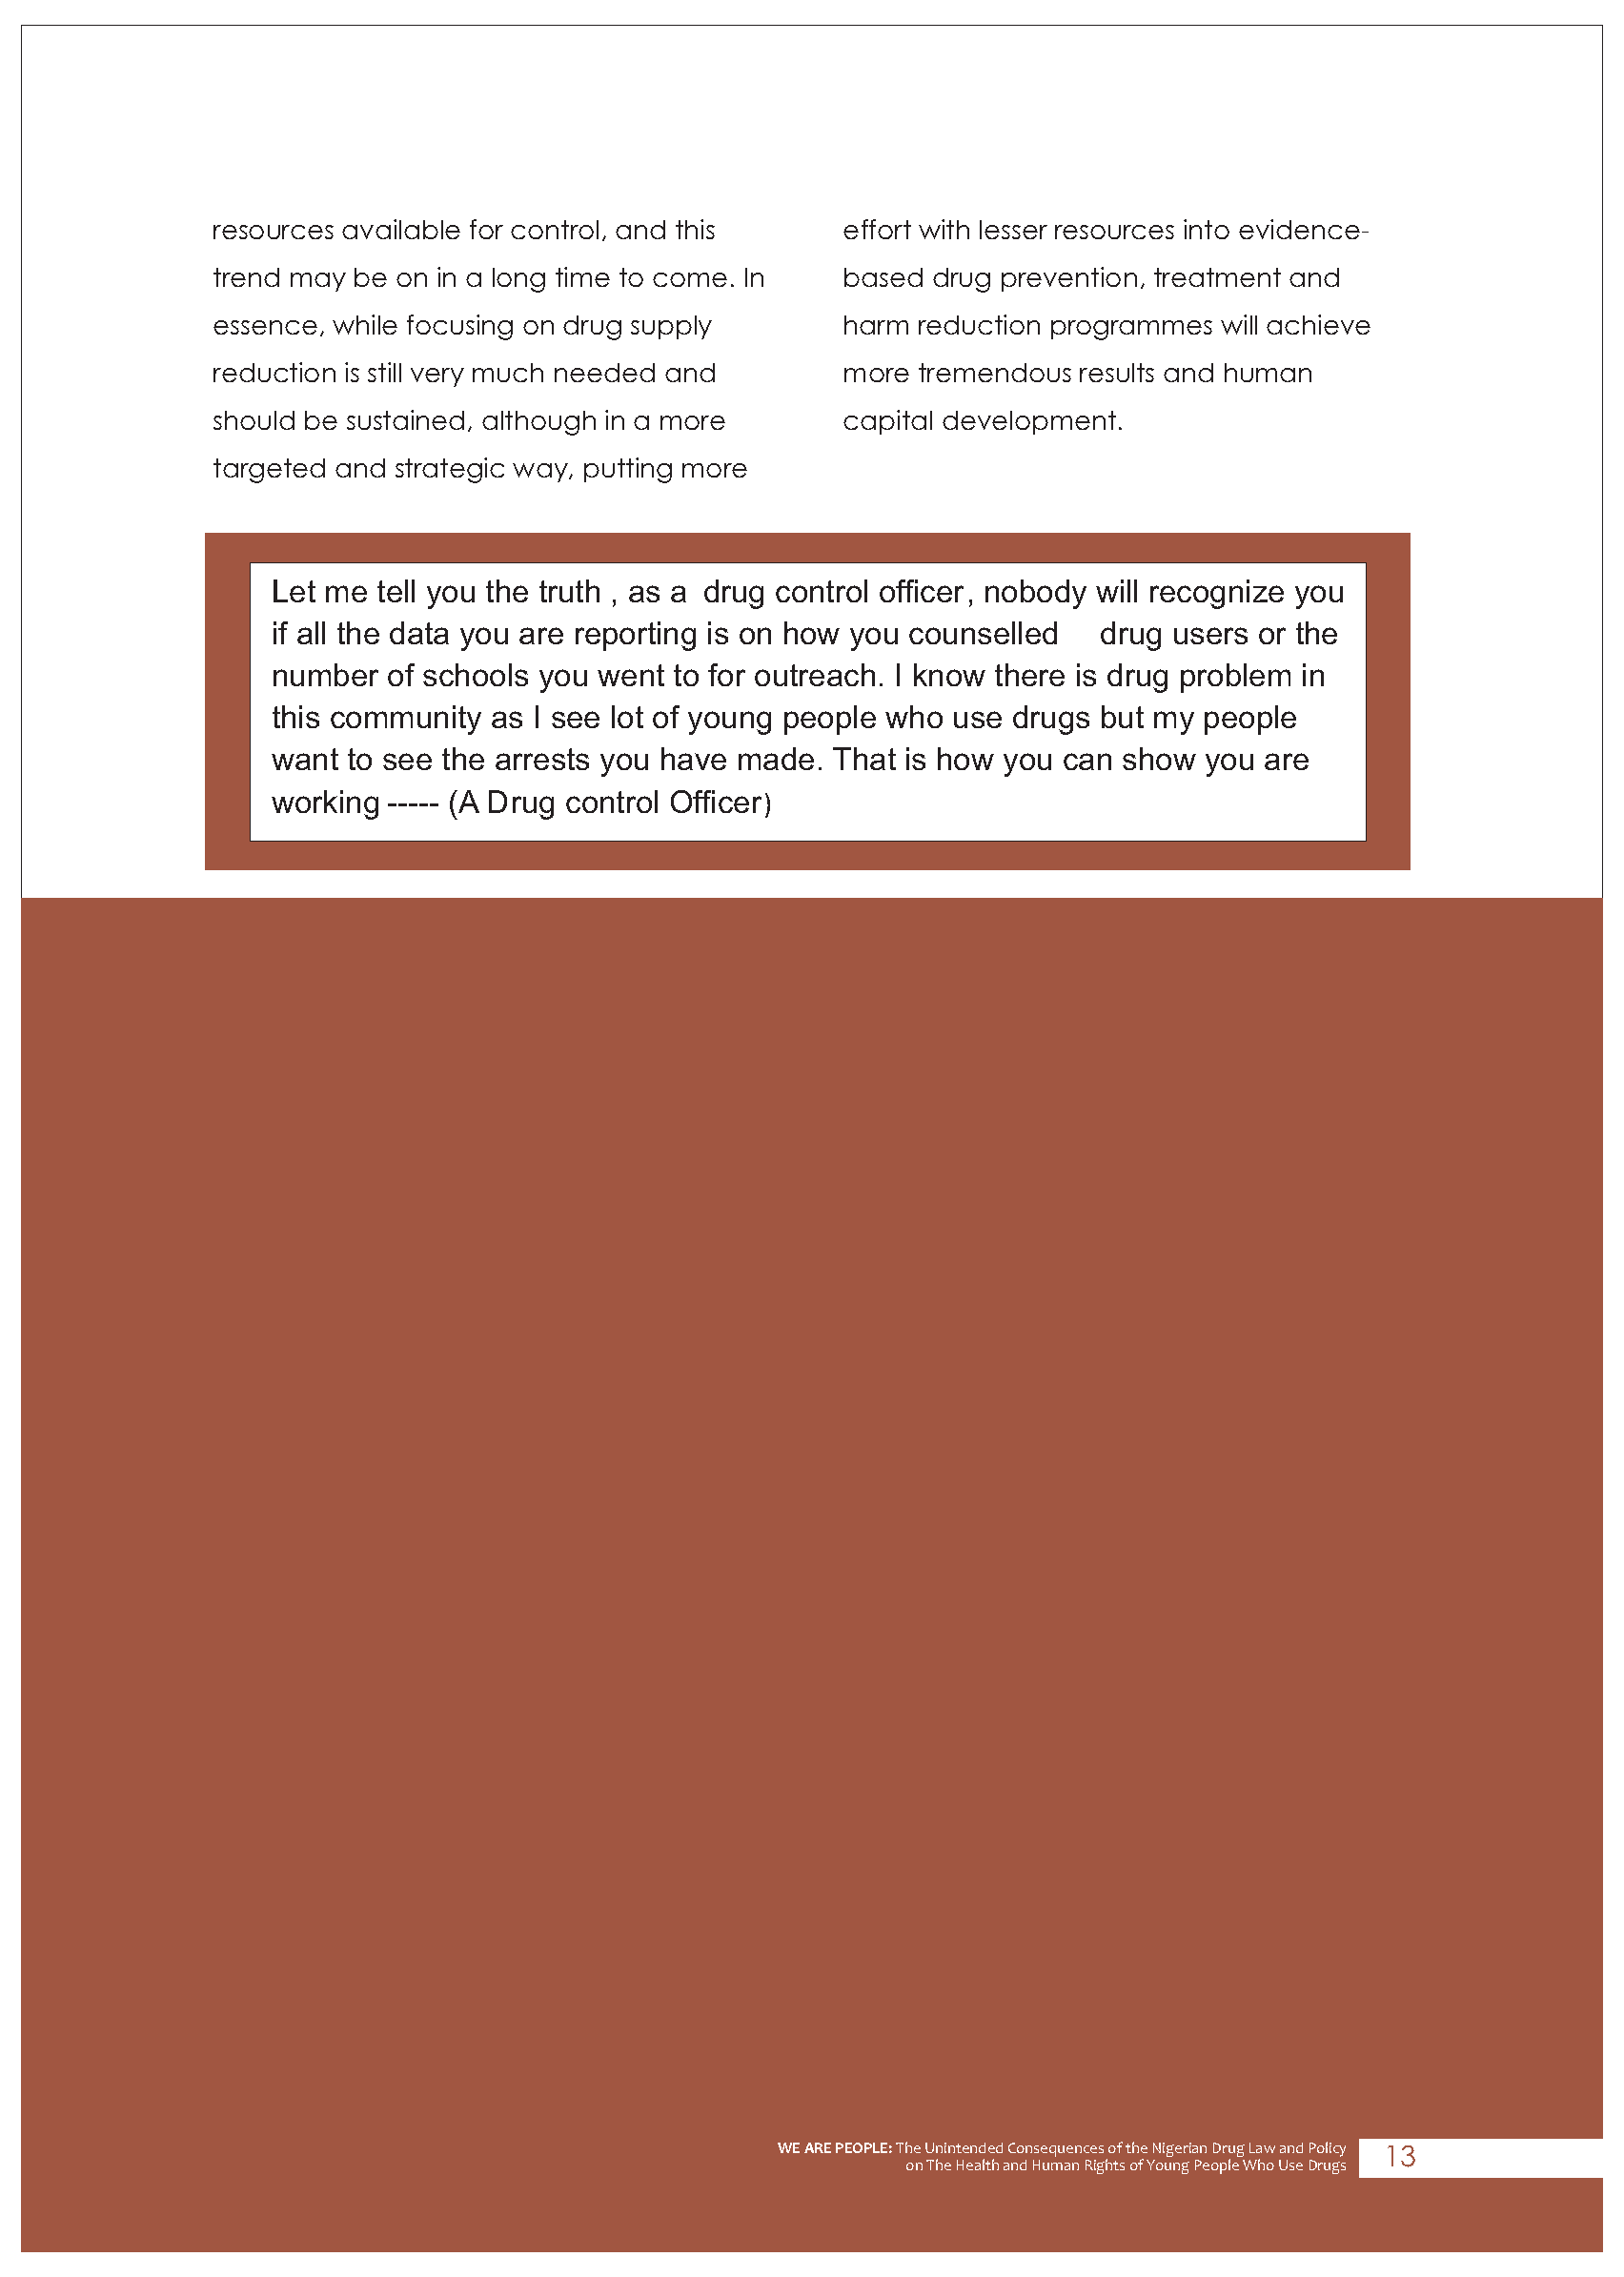 resources available for control, and this
trend may be on in a long time to come. In
essence, while focusing on drug supply
reduction is still very much needed and
should be sustained, although in a more
targeted and strategic way, putting more
effort with lesser resources into evidence-
based drug prevention, treatment and
harm reduction programmes will achieve
more tremendous results and human
capital development.
Let me tell you the truth , as a drug control officer, nobody will recognize you
if all the data you are reporting is on how you counselled drug users or the
number of schools you went to for outreach. I know there is drug problem in
this community as I see lot of young people who use drugs but my people
want to see the arrests you have made. That is how you can show you are
working ----- (A Drug control Officer)
WE ARE PEOPLE: The Unintended Consequences of the Nigerian Drug Law and Policy
on The Health and Human Rights of Young People Who Use Drugs
13